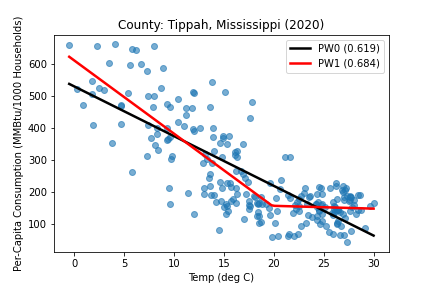 County: Tippah, Mississippi (2020)
PW0 (0.619)
PW1 (0.684)
Per-Capita Consumption (MMBtu/1000 Households)
600
500
400
300
200
100
0
5
10
15
20
25
30
Temp (deg C)